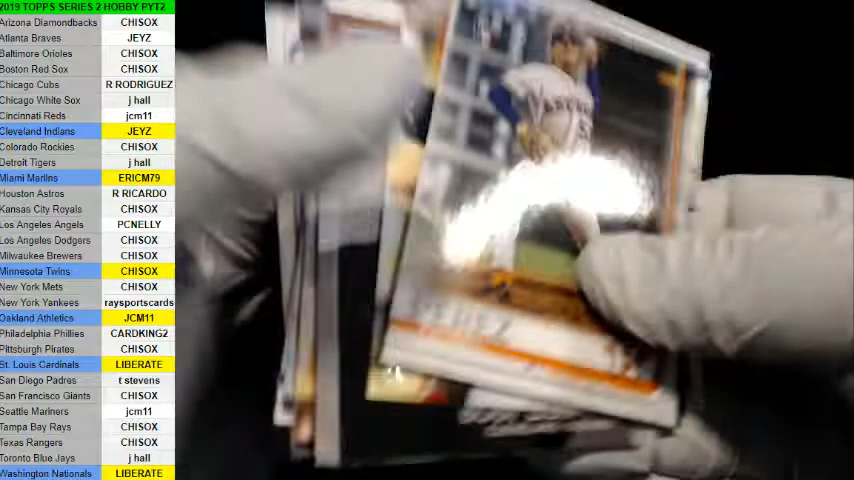 2019 TOPPS SERIES 2 HOBBY PYT2
Arizona Diamondbacks CHISOX
Atlanta Braves JEYZ
Baltimore Orioles CHISOX
Boston Red Sox CHISOX
Chicago Cubs R RODRIGUEZ
Chicago White Sox j hall
Cincinnati Reds jcm11
Cleveland Indians JEYZ
Colorado Rockies CHISOX
Detroit Tigers j hall
Miami Marlins ERICM79
Houston Astros R RICARDO
Kansas City Royals CHISOX
Los Angeles Angels PCNELLY
Los Angeles Dodgers CHISOX
Milwaukee Brewers CHISOX
Minnesota Twins CHISOX
New York Mets CHISOX
New York Yankees raysportscards
Oakland Athletics JCM11
Philadelphia Phillies CARDKING2
Pittsburgh Pirates CHISOX
St. Louis Cardinals LIBERATE
San Diego Padres t stevens
San Francisco Giants CHISOX
Seattle Mariners jcm11
Tampa Bay Rays CHISOX
Texas Rangers CHISOX
Toronto Blue Jays j hall
Washington Nationals LIBERATE